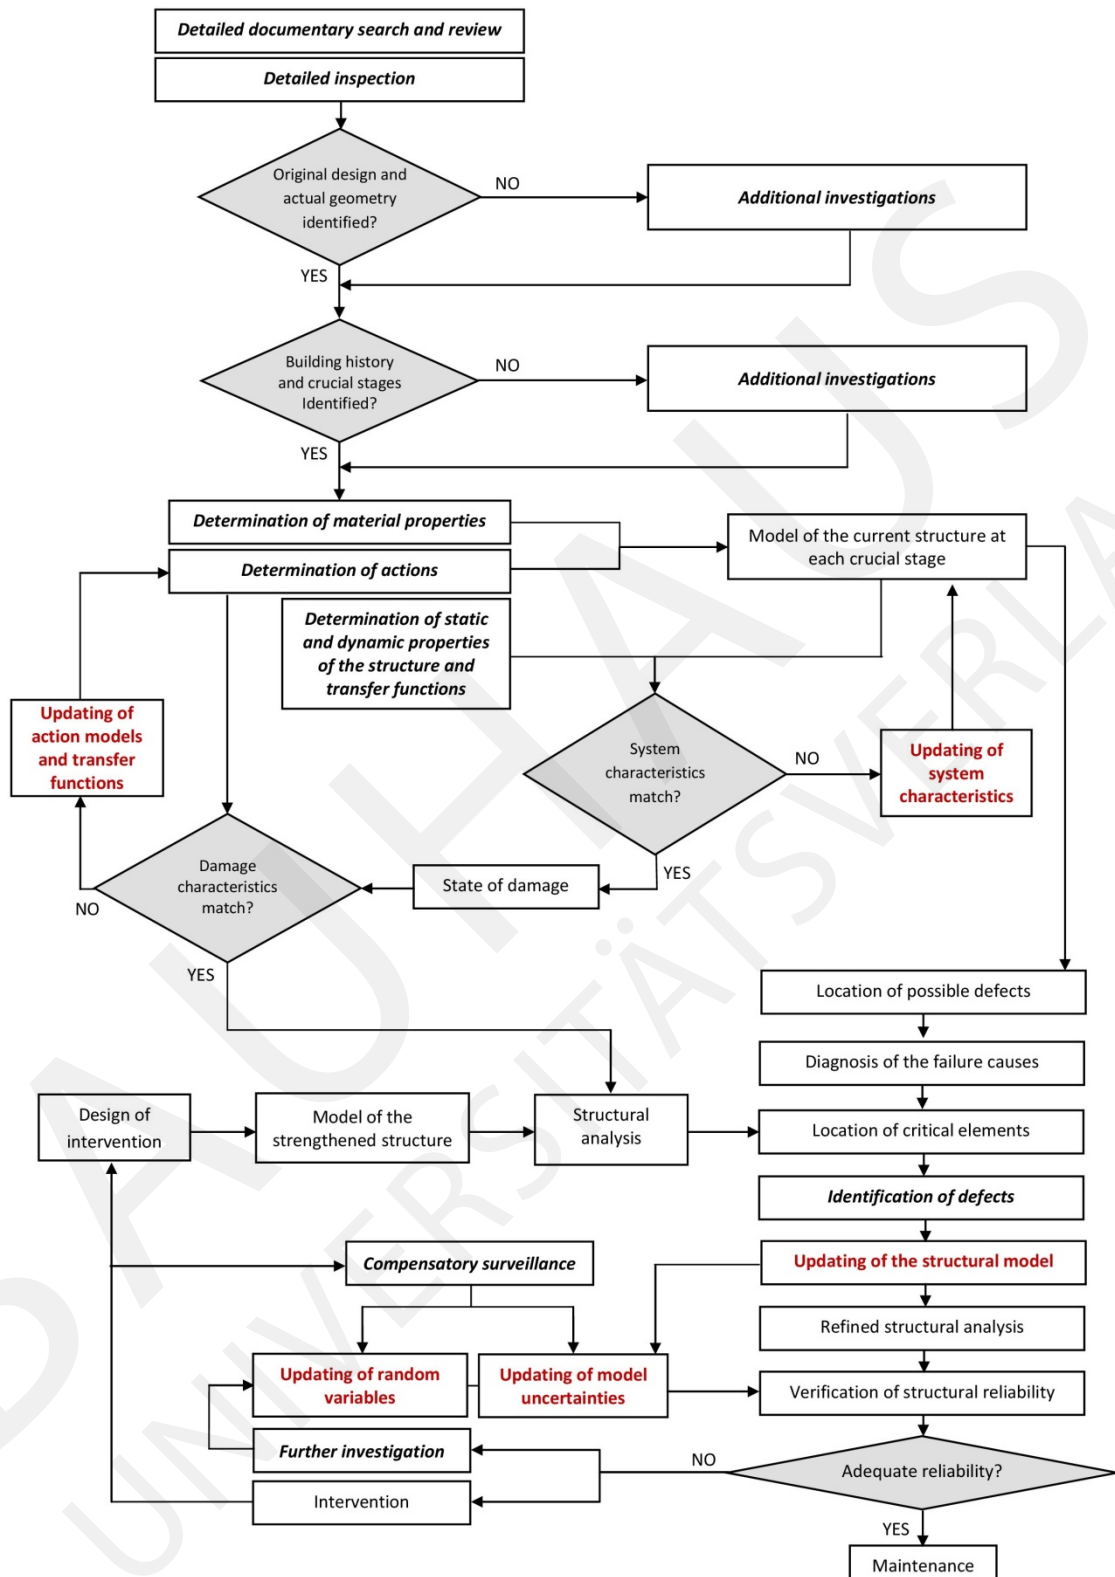 Detailed documentary search and review
Detailed inspection
Original design and
actual geometry
identified?
NO
Additional investigations
YES
Building history
and crucial stages
Identified?
NO
Additional investigations
YES
Determination of material properties
Determination of actions
Model of the current structure at
each crucial stage
Determination of static
and dynamic properties
of the structure and
transfer functions
Updating of
action models
and transfer
functions
System
characteristics
match?
NO
Updating of
system
characteristics
YES
State of damage
Damage
characteristics
match?
NO
YES
Location of possible defects
Diagnosis of the failure causes
Design of
intervention
Model of the
strengthened structure
Structural
analysis
Location of critical elements
Identification of defects
Compensatory surveillance
Updating of the structural model
Refined structural analysis
Updating of random
variables
Updating of model
uncertainties
Verification of structural reliability
Further investigation
NO
Adequate reliability?
Intervention
YES
Maintenance
BAUHAUS
UNIVERSITÄTSVERLA